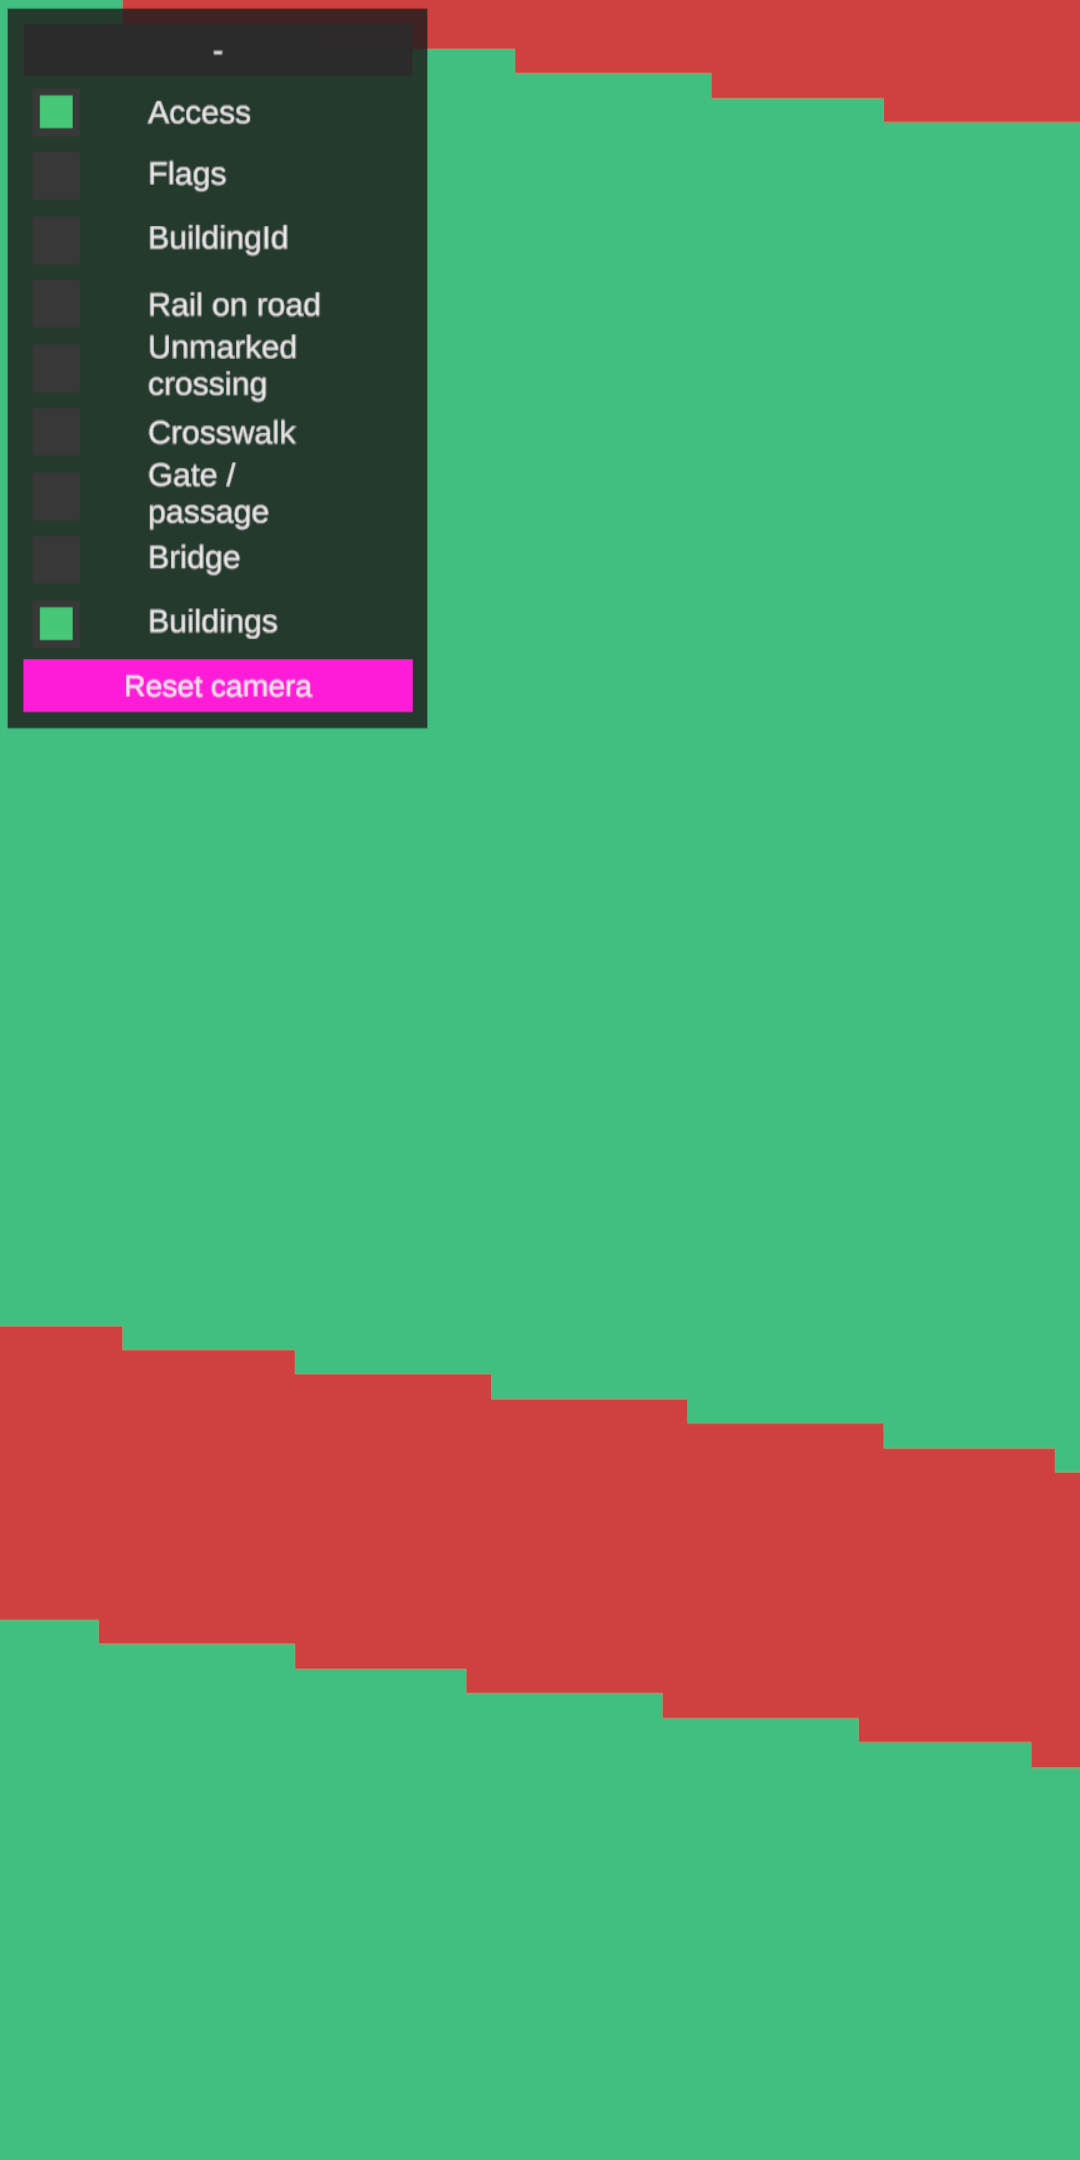 -
Access
Flags
BuildingId
Rail on road
Unmarked
crossing
Crosswalk
Gate /
passage
Bridge
Buildings
Reset camera